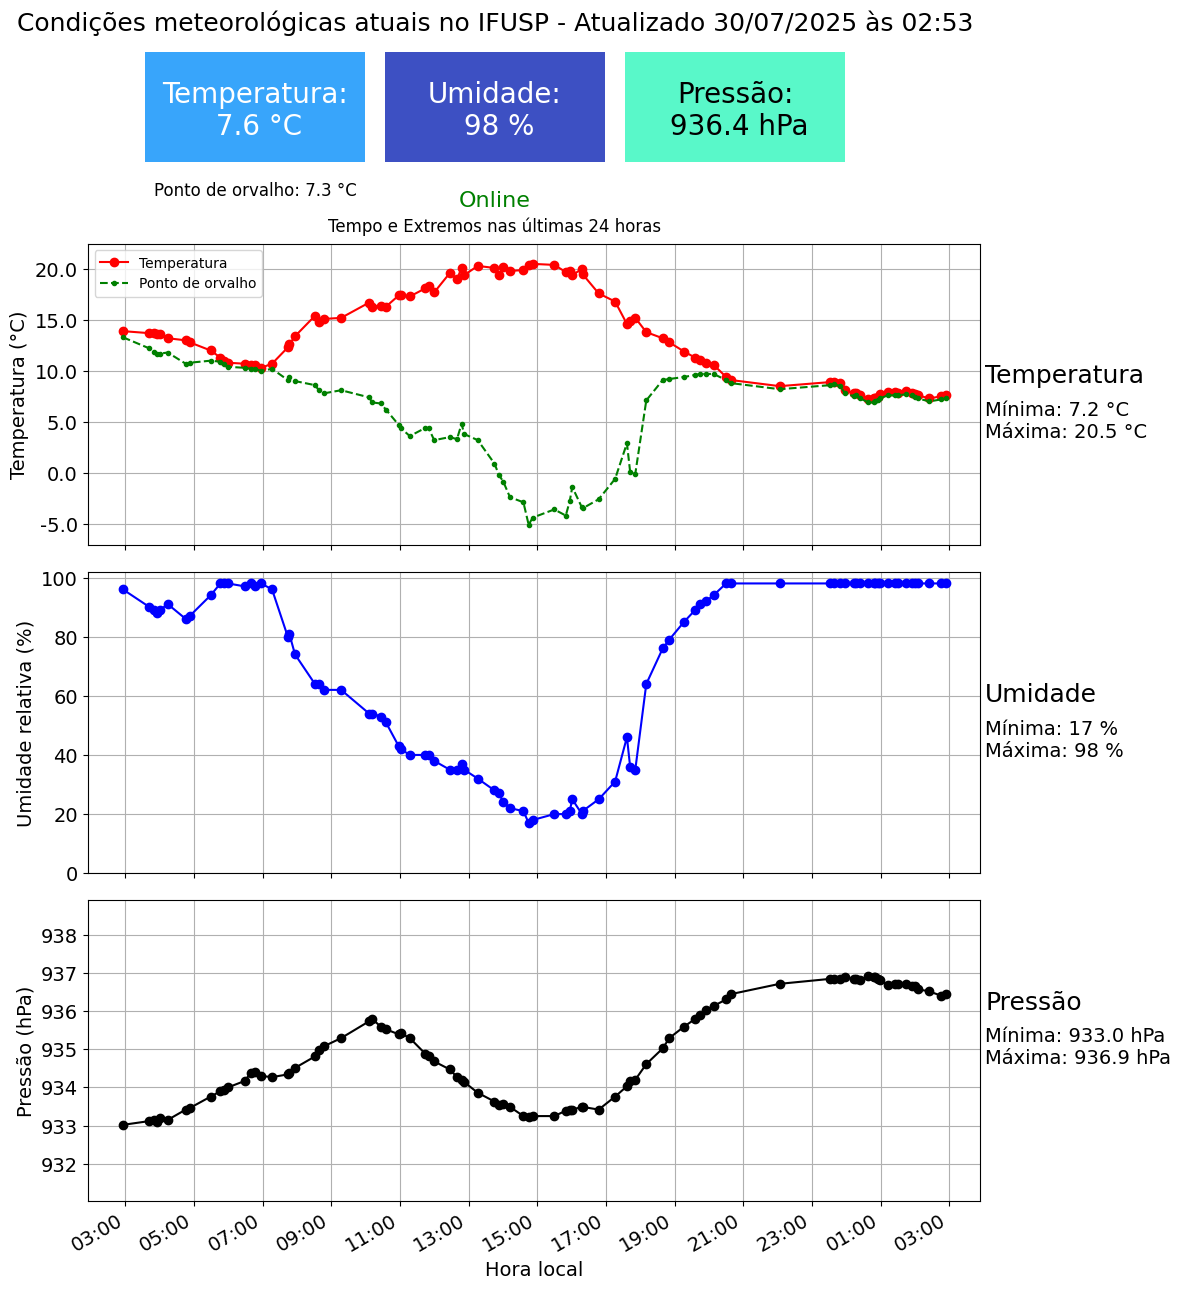 Condições meteorológicas atuais no IFUSP - Atualizado 30/07/2025 às 02:53
Temperatura:
7.6 °C
Umidade:
98 %
Pressão:
936.4 hPa
Ponto de orvalho: 7.3 °C
Online
Tempo e Extremos nas últimas 24 horas
Temperatura
Ponto de orvalho
Temperatura (°C)
20.0
15.0
10.0
5.0
0.0
-5.0
Temperatura
Mínima: 7.2 °C
Máxima: 20.5 °C
Umidade relativa (%)
100
80
60
40
20
0
Umidade
Mínima: 17 %
Máxima: 98 %
Pressão (hPa)
938
937
936
935
934
933
932
Pressão
Mínima: 933.0 hPa
Máxima: 936.9 hPa
03:00 05:00 07:00 09:00 11:00 13:00 15:00 17:00 19:00 21:00 23:00 01:00 03:00
Hora local